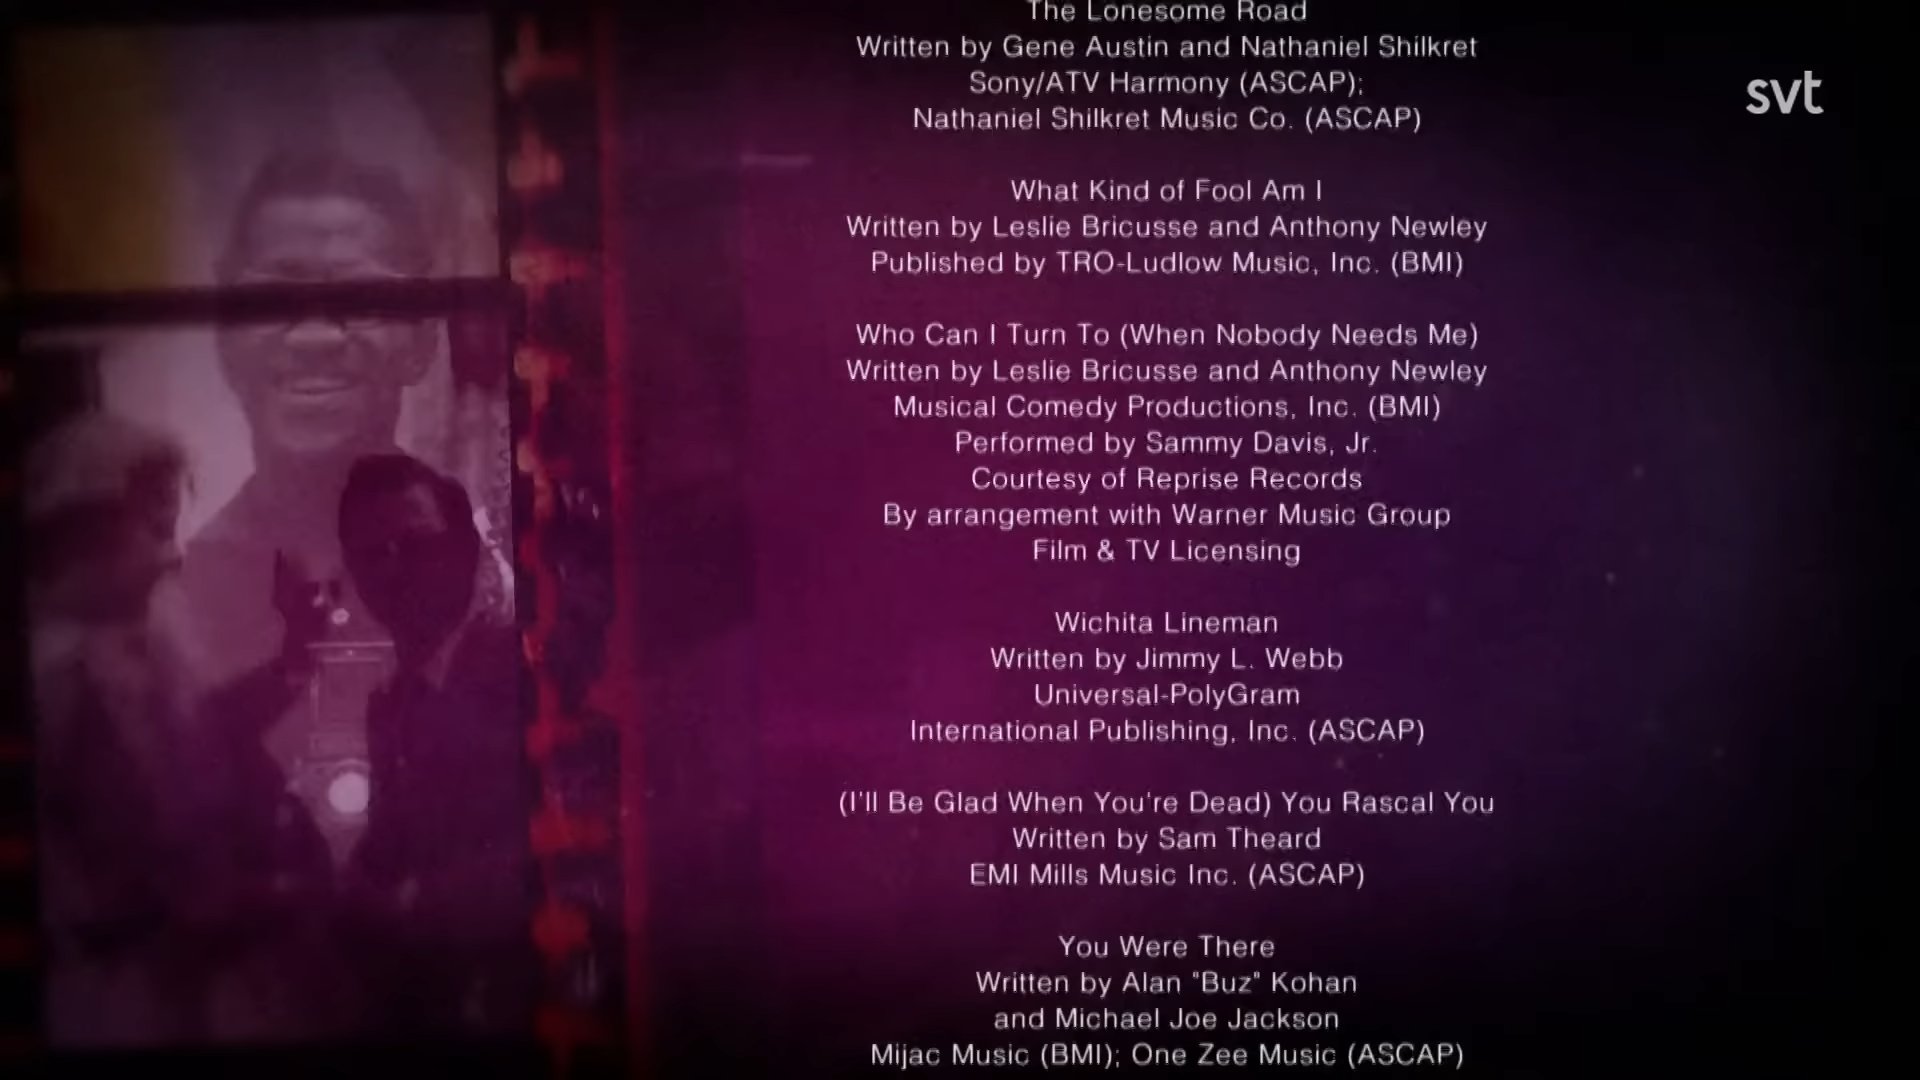 The Lonesome Road
Written by Gene Austin and Nathaniel Shilkret
Sony/ATV Harmony (ASCAP);
Nathaniel Shilkret Music Co. (ASCAP)
svt
What Kind of Fool Am I
Written by Leslie Bricusse and Anthony Newley
Published by TRO-Ludlow Music, Inc. (BMI)
Who Can I Turn To (When Nobody Needs Me)
Written by Leslie Bricusse and Anthony Newley
Musical Comedy Productions, Inc. (BMI)
Performed by Sammy Davis, Jr.
Courtesy of Reprise Records
By arrangement with Warner Music Group
Film & TV Licensing
Wichita Lineman
Written by Jimmy L. Webb
Universal-PolyGram
International Publishing, Inc. (ASCAP)
(I'll Be Glad When You're Dead) You Rascal You
Written by Sam Theard
EMI Mills Music Inc. (ASCAP)
You Were There
Written by Alan "Buz" Kohan
and Michael Joe Jackson
Mijac Music (BMI); One Zee Music (ASCAP)